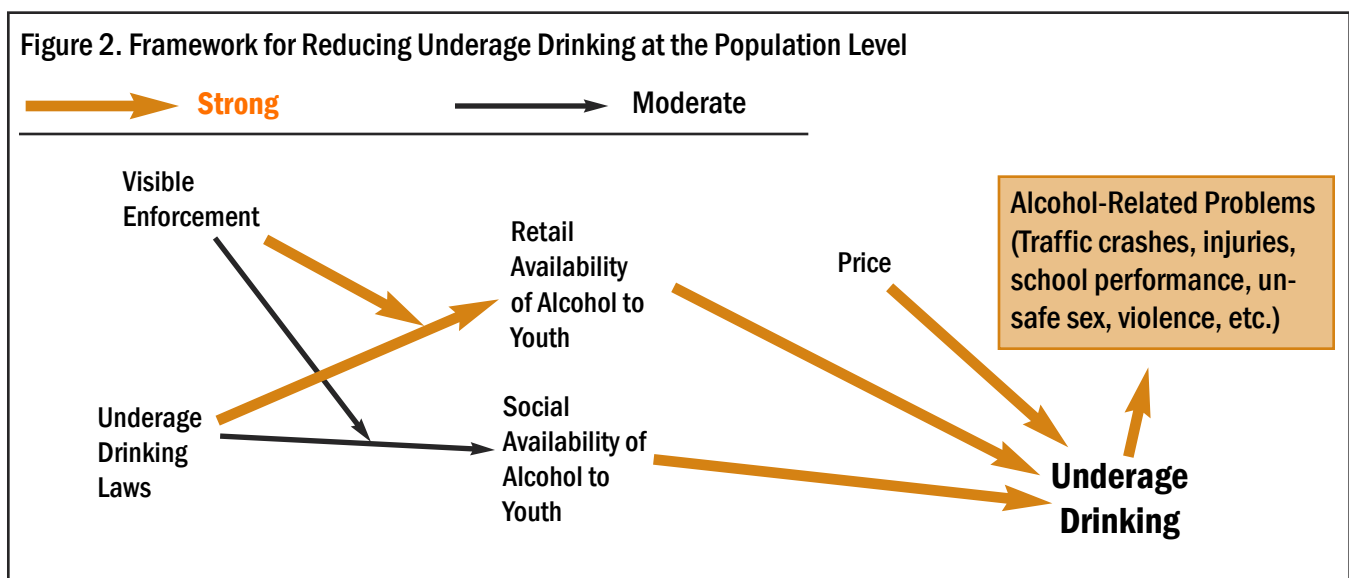 Figure 2. Framework for Reducing Underage Drinking at the Population Level
Strong
Moderate
Visible
Enforcement
Underage
Drinking
Laws
Retail
Availability
of Alcohol to
Youth
Social
Availability of
Alcohol to
Youth
Price
Alcohol-Related Problems
(Traffic crashes, injuries,
school performance, un-
safe sex, violence, etc.)
Underage
Drinking